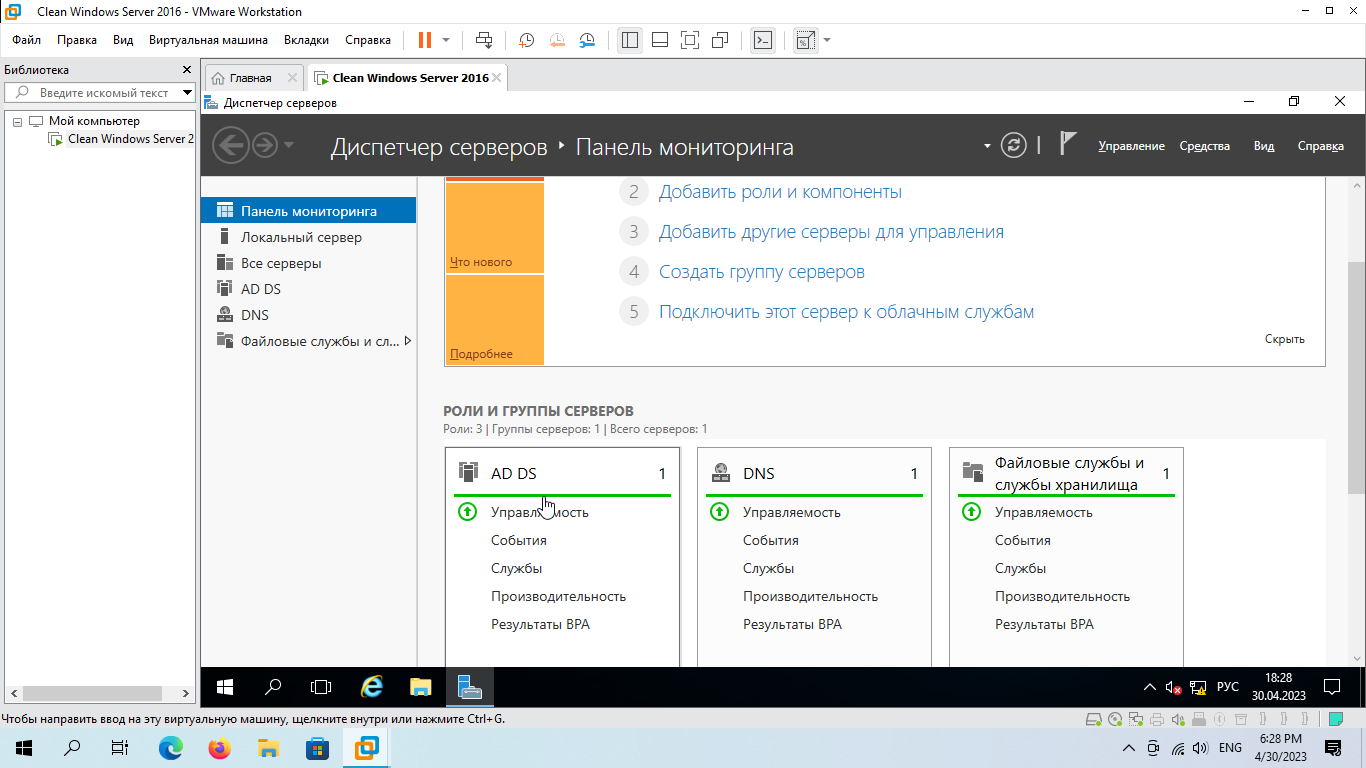 Clean Windows Server 2016 - VMware Workstation
Файл Правка Вид Виртуальная машина Вкладки Справка
Библиотека
Введите искомый текст
Мой компьютер
Clean Windows Server 2
Главная
Clean Windows Server 2016
Диспетчер серверов
Диспетчер серверов Панель мониторинга
Управление Средства Вид Справка
Панель мониторинга
Локальный сервер
Все серверы
AD DS
DNS
Файловые службы и сл...
Что нового
Подробнее
2 Добавить роли и компоненты
3 Добавить другие серверы для управления
4 Создать группу серверов
5 Подключить этот сервер к облачным службам
Скрыть
РОЛИ И ГРУППЫ СЕРВЕРОВ
Роли: 3 | Группы серверов: 1 | Всего серверов: 1
AD DS 1
Управляемость
События
Службы
Производительность
Результаты BPA
DNS 1
Управляемость
События
Службы
Производительность
Результаты BPA
Файловые службы и
службы хранилища 1
Управляемость
События
Службы
Производительность
Результаты BPA
РУС
18:28
30.04.2023
Чтобы направить ввод на эту виртуальную машину, щелкните внутри или нажмите Ctrl+G.
ENG
6:28 PM
4/30/2023